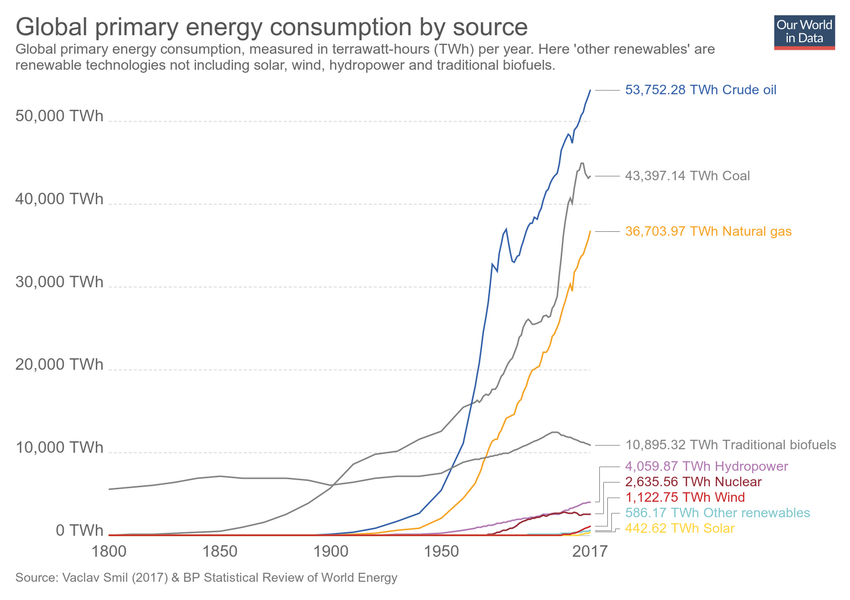 Global primary energy consumption by source
Our World
in Data
Global primary energy consumption, measured in terrawatt-hours (TWh) per year. Here 'other renewables' are
renewable technologies not including solar, wind, hydropower and traditional biofuels.
53,752.28 TWh Crude oil
50,000 TWh
43,397.14 TWh Coal
40,000 TWh
36,703.97 TWh Natural gas
30,000 TWh
20,000 TWh
10,000 TWh
10,895.32 TWh Traditional biofuels
4,059.87 TWh Hydropower
2,635.56 TWh Nuclear
1,122.75 TWh Wind
586.17 TWh Other renewables
442.62 TWh Solar
0 TWh
1800 1850 1900 1950 2017
Source: Vaclav Smil (2017) & BP Statistical Review of World Energy